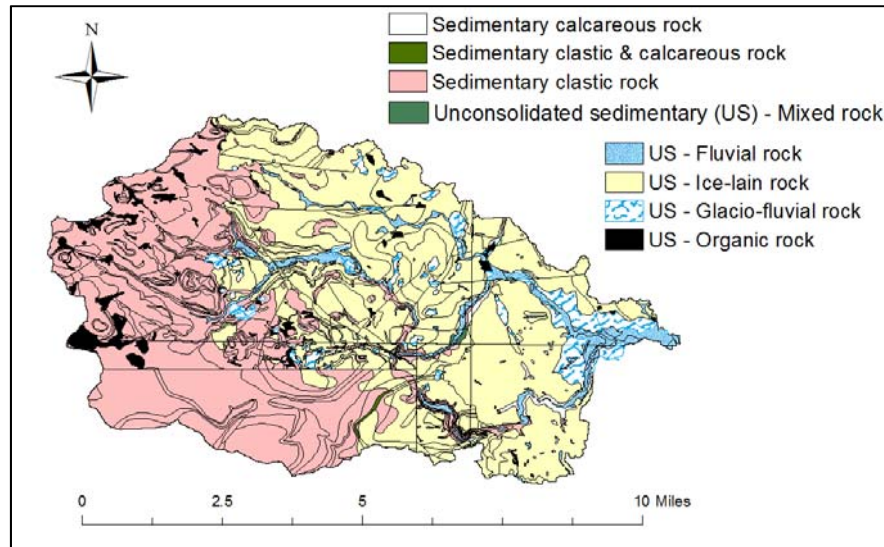 N
Sedimentary calcareous rock
Sedimentary clastic & calcareous rock
Sedimentary clastic rock
Unconsolidated sedimentary (US) - Mixed rock
US - Fluvial rock
US - Ice-lain rock
US - Glacio-fluvial rock
US - Organic rock
0 2.5 5 10 Miles